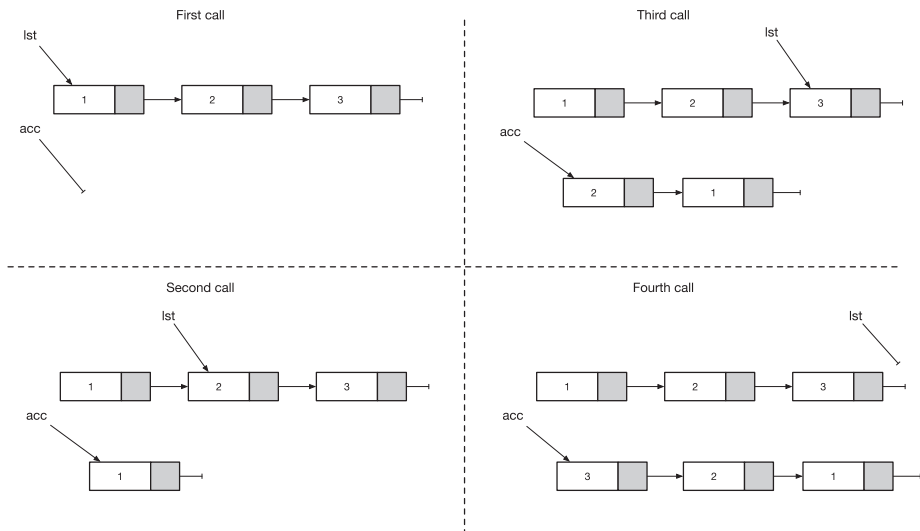 First call
lst
1 2 3
acc
Third call
lst
1 2 3
acc
2 1
Second call
lst
1 2 3
acc
1
Fourth call
lst
1 2 3
acc
3 2 1